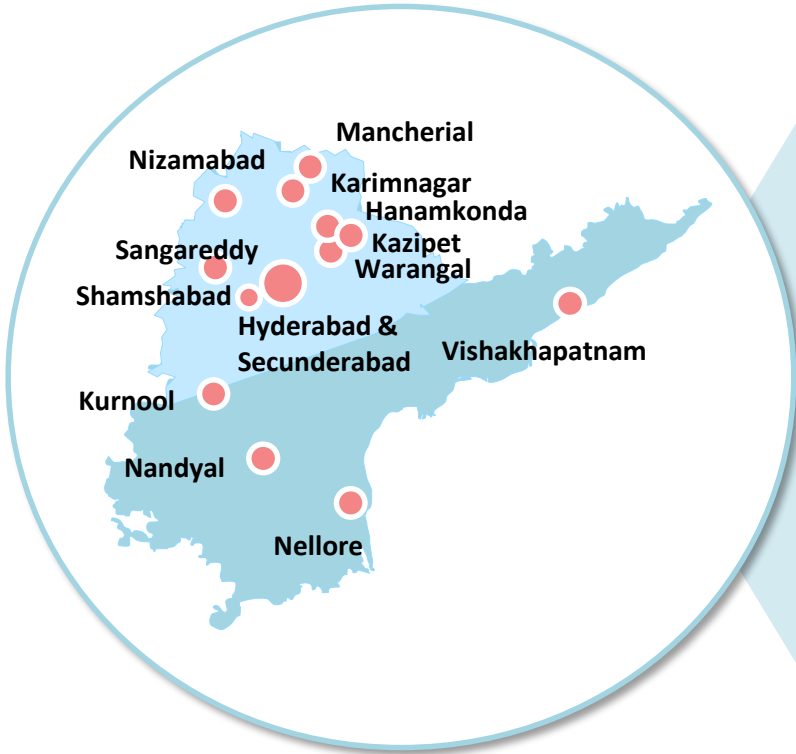 Mancherial
Nizamabad
Karimnagar
Hanamkonda
Sangareddy
Kazipet
Warangal
Shamshabad
Hyderabad &
Secunderabad
Vishakhapatnam
Kurnool
Nandyal
Nellore